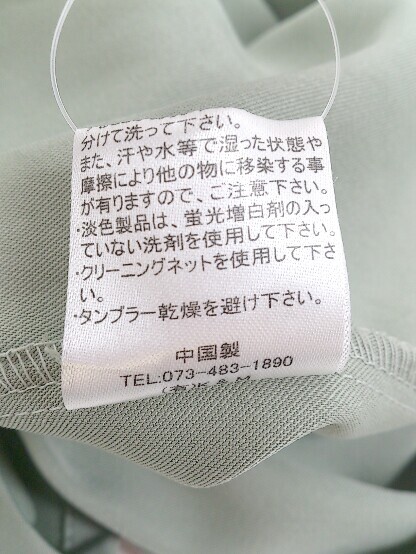 分けて洗って下さい。
また、汗や水等で湿った状態や
摩擦により他の物に移染する事
が有りますので、ご注意下さい。
・淡色製品は、蛍光増白剤の入っ
ていない洗剤を使用して下さい。
・クリーニングネットを使用して下さ
い。
・タンブラー乾燥を避け下さい。
中国製
TEL:073-483-1890